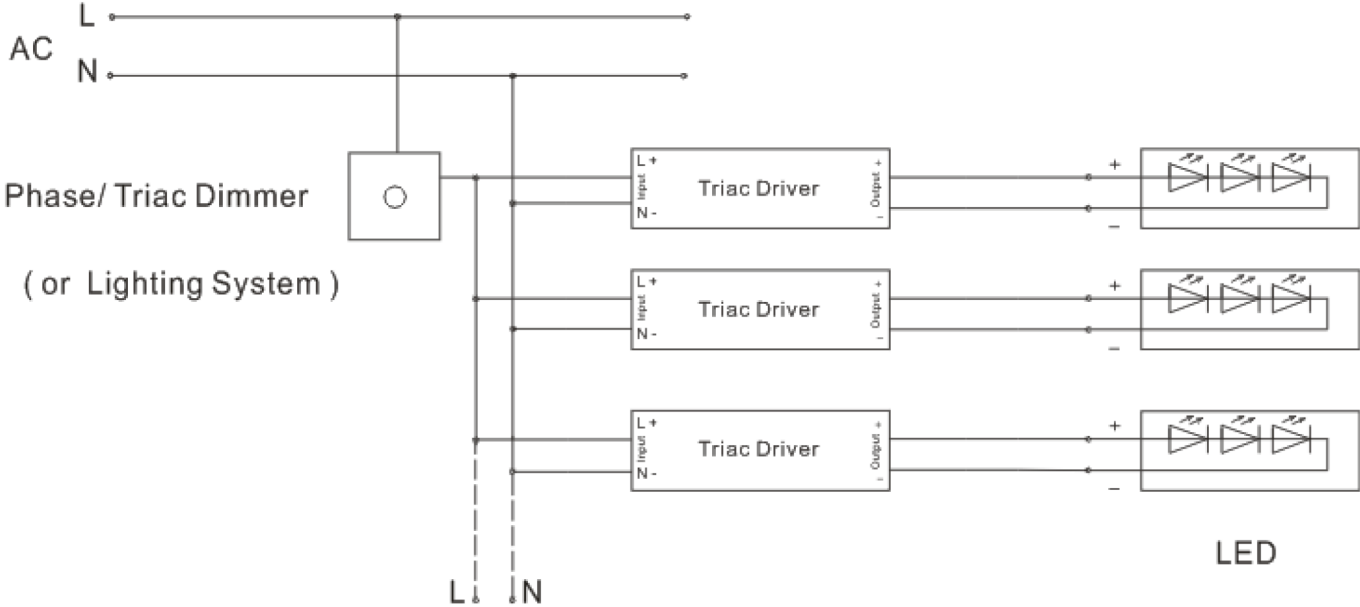 L
AC
N
Phase/ Triac Dimmer
( or Lighting System )
L +
Input
N -
Triac Driver
Output + -
+
-
L +
Input
N -
Triac Driver
Output + -
+
-
L +
Input
N -
Triac Driver
Output + -
+
-
LED
L N